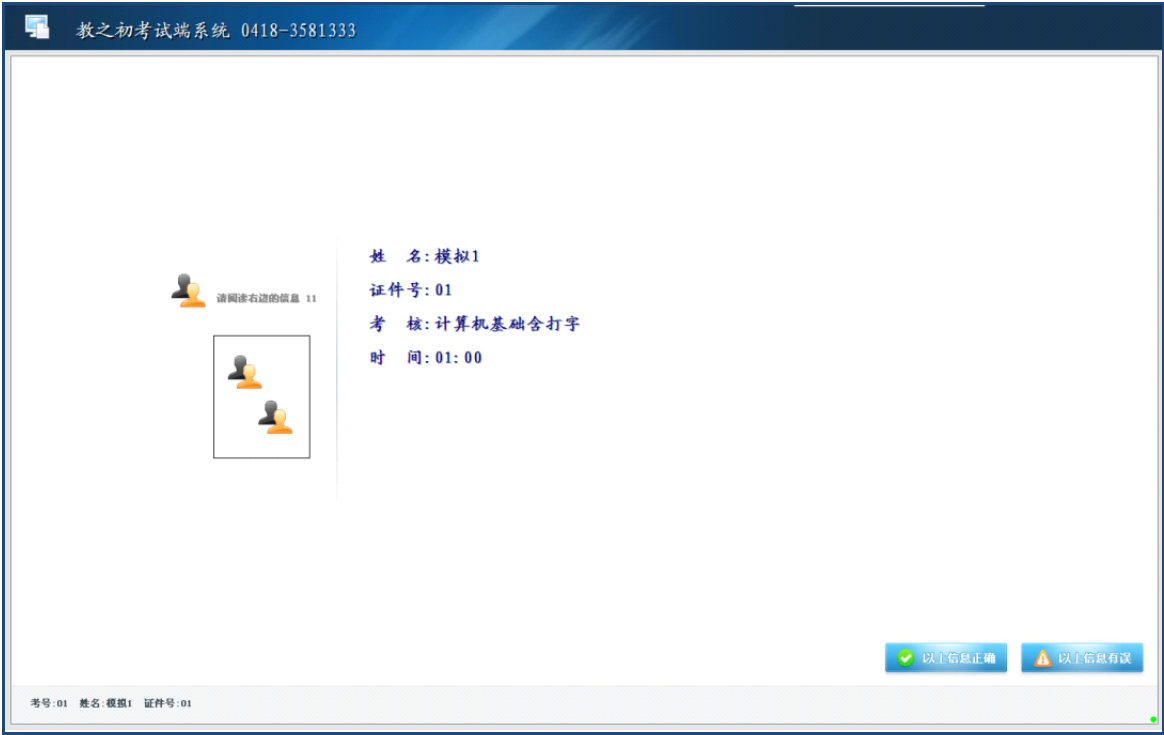 教之初考试端系统 0418-3581333
姓 名:模拟1
证件号:01
请阅读右边的信息 11
考 核:计算机基础含打字
时 间:01:00
以上信息正确 以上信息有误
考号:01 姓名:模拟1 证件号:01